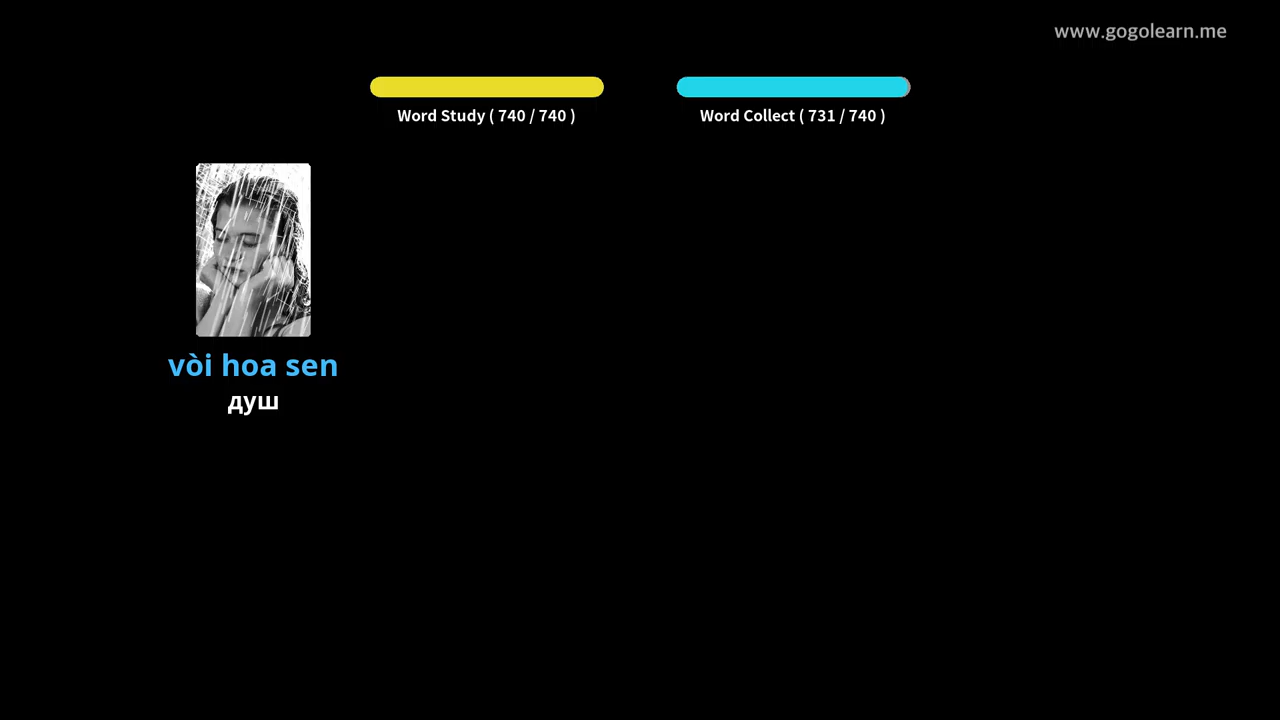 www.gogolearn.me
Word Study ( 740 / 740 )
Word Collect ( 731 / 740 )
vòi hoa sen
душ